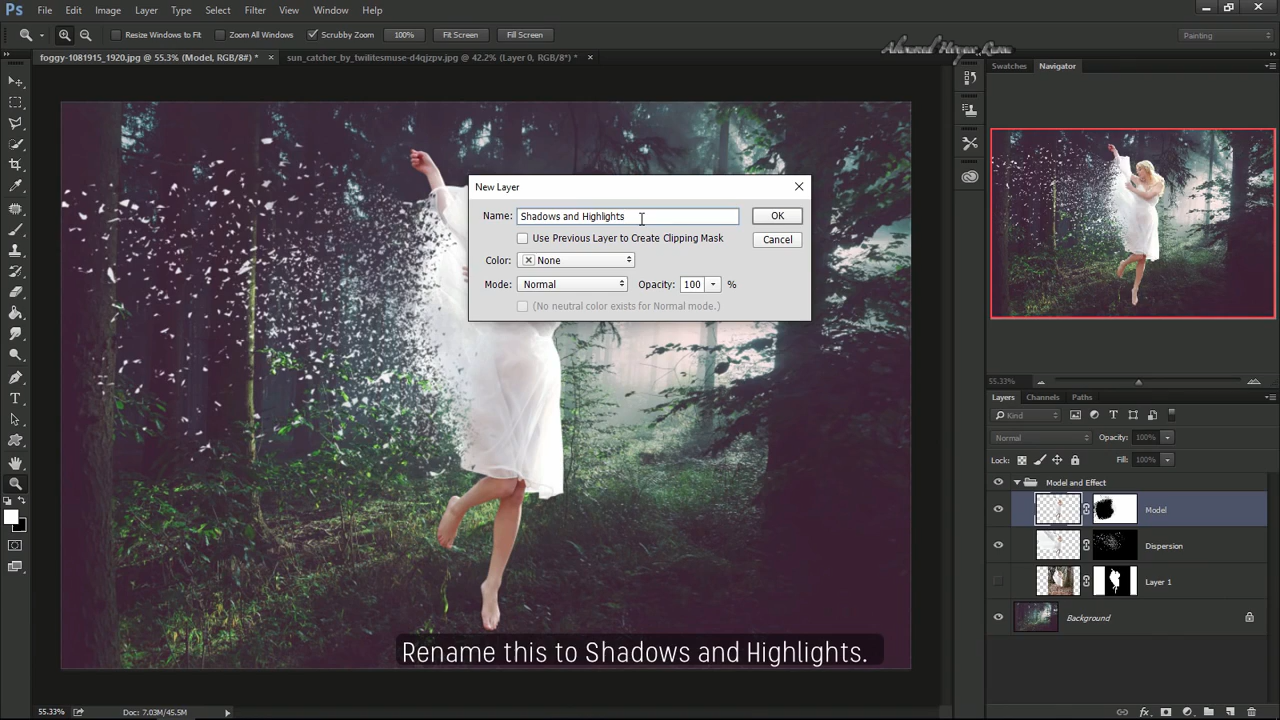 Ps File Edit Image Layer Type Select Filter View Window Help
Resize Windows to Fit Zoom All Windows Scrubby Zoom 100% Fit Screen Fill Screen Painting
foggy-1081915_1920.jpg @ 55.3% (Model, RGB/8#) * × sun_catcher_by_twilitesmuse-d4qjzpv.jpg @ 42.2% (Layer 0, RGB/8*) * ×
Swatches Navigator
New Layer
Name: Shadows and Highlights OK
Use Previous Layer to Create Clipping Mask Cancel
Color: None
Mode: Normal Opacity: 100 %
(No neutral color exists for Normal mode.)
55.33%
Layers Channels Paths
Kind
Normal Opacity: 100%
Lock: Fill: 100%
Model and Effect
Model
Dispersion
Layer 1
Background
Rename this to Shadows and Highlights.
55.33% Doc: 7.03M/45.5M